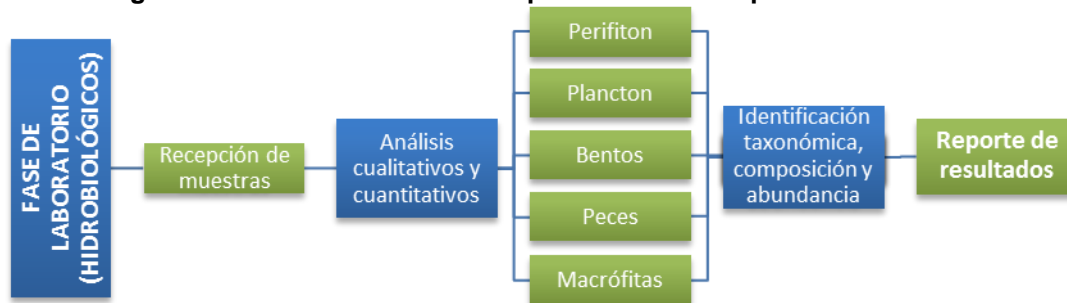 FASE DE
LABORATORIO
(HIDROBIOLÓGICOS)
Recepción de
muestras
Análisis
cualitativos y
cuantitativos
Perifiton
Plancton
Bentos
Peces
Macrófitas
Identificación
taxonómica,
composición y
abundancia
Reporte de
resultados